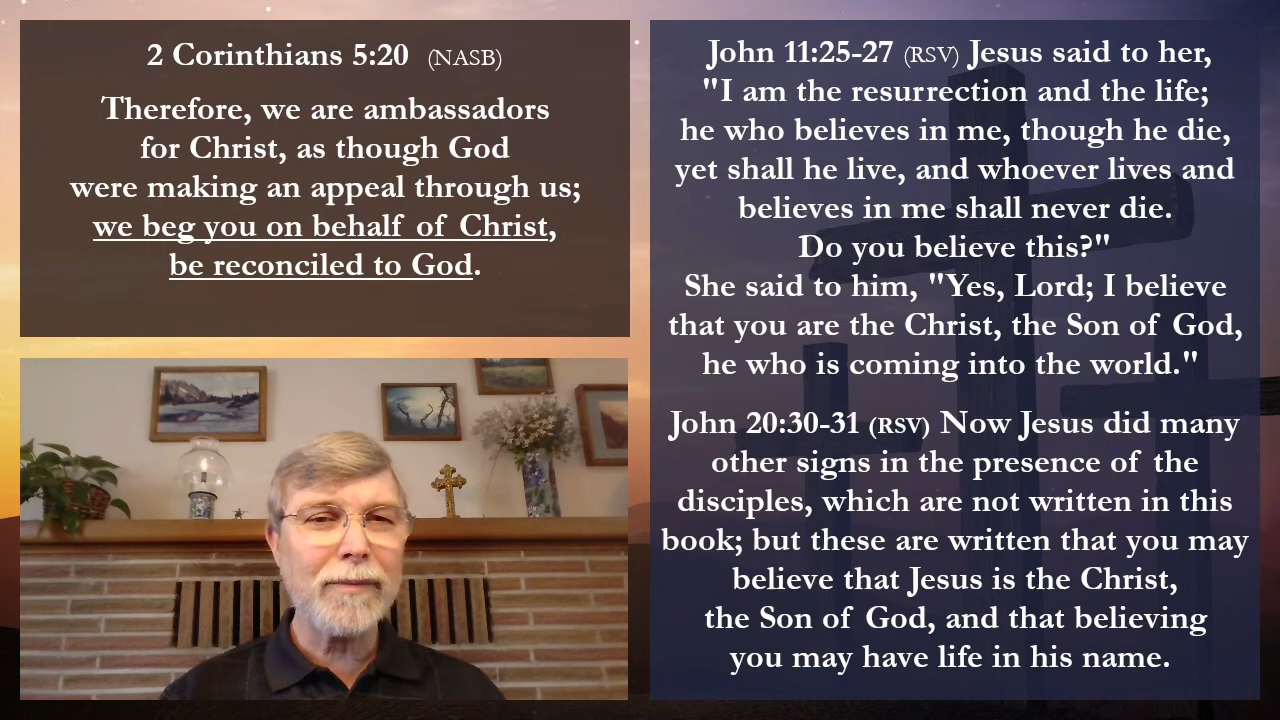 2 Corinthians 5:20 (NASB)
Therefore, we are ambassadors
for Christ, as though God
were making an appeal through us;
we beg you on behalf of Christ,
be reconciled to God.
John 11:25-27 (RSV) Jesus said to her,
"I am the resurrection and the life;
he who believes in me, though he die,
yet shall he live, and whoever lives and
believes in me shall never die.
Do you believe this?"
She said to him, "Yes, Lord; I believe
that you are the Christ, the Son of God,
he who is coming into the world."
John 20:30-31 (RSV) Now Jesus did many
other signs in the presence of the
disciples, which are not written in this
book; but these are written that you may
believe that Jesus is the Christ,
the Son of God, and that believing
you may have life in his name.